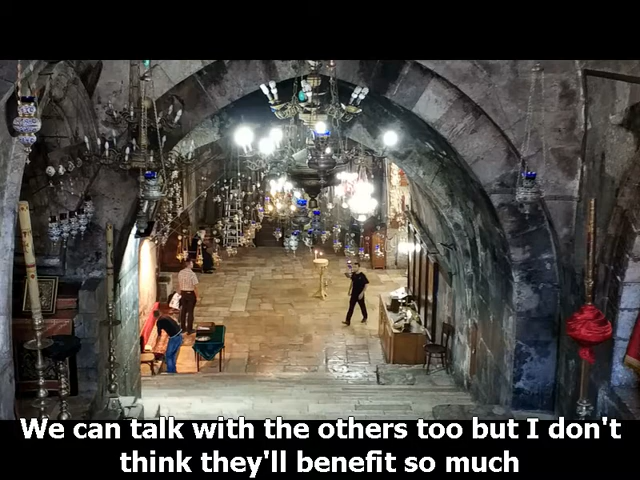 We can talk with the others too but I don't
think they'll benefit so much